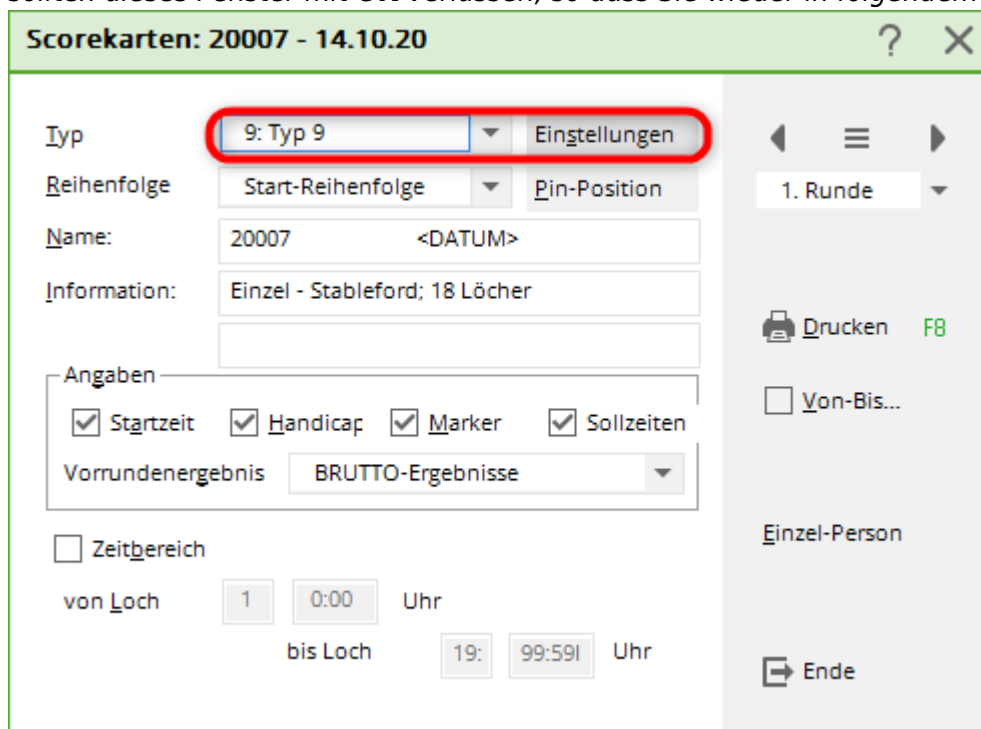 sollten dieses Fenster mit OK verlassen, so dass Sie wieder in folgendem
Scorekarten: 20007 - 14.10.20
Typ 9: Typ 9 Einstellungen
Reihenfolge Start-Reihenfolge Pin-Position 1. Runde
Name: 20007 <DATUM>
Information: Einzel - Stableford; 18 Löcher
Drucken F8
Angaben
Von-Bis...
Startzeit Handicap Marker Sollzeiten
Vorrundenergebnis BRUTTO-Ergebnisse
Einzel-Person
Zeitbereich
von Loch 1 0:00 Uhr
bis Loch 19: 99:59 Uhr
Ende